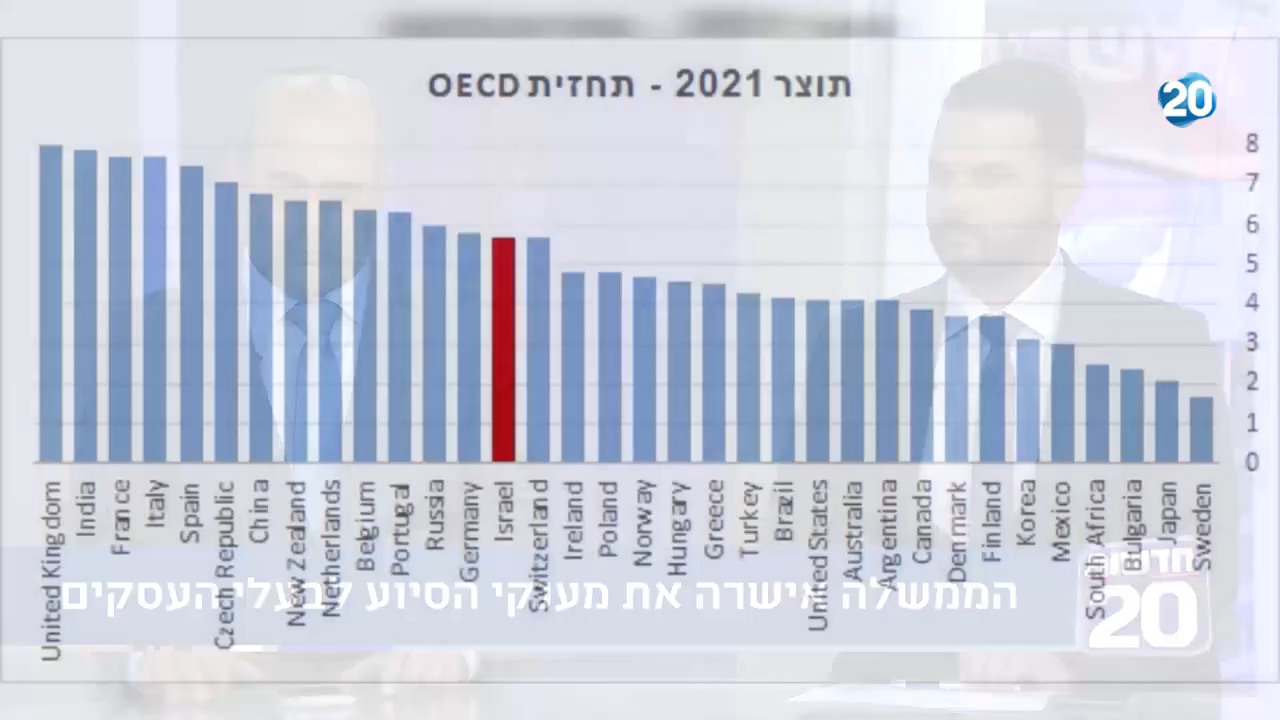 תוצר 2021 - תחזית OECD
20
8
7
6
5
4
3
2
1
0
United Kingdom
India
France
Italy
Spain
Czech Republic
China
New Zealand
Netherlands
Belgium
Portugal
Russia
Germany
Israel
Switzerland
Ireland
Poland
Norway
Hungary
Greece
Turkey
Brazil
United States
Australia
Argentina
Canada
Denmark
Finland
Korea
Mexico
South Africa
Bulgaria
Japan
Sweden
הממשלה אישרה את מענקי הסיוע לבעלי העסקים
חדשות
20